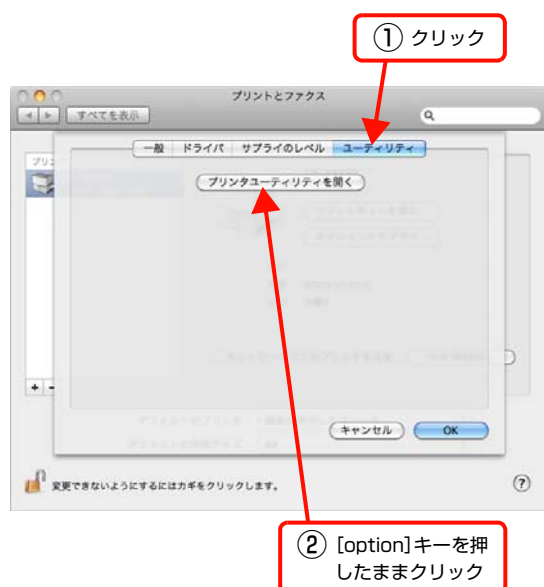 ① クリック
プリントとファクス
すべてを表示
一般 ドライバ サプライのレベル ユーティリティ
プリンタユーティリティを開く
キャンセル OK
変更できないようにするにはカギをクリックします。
② [option]キーを押
したままクリック